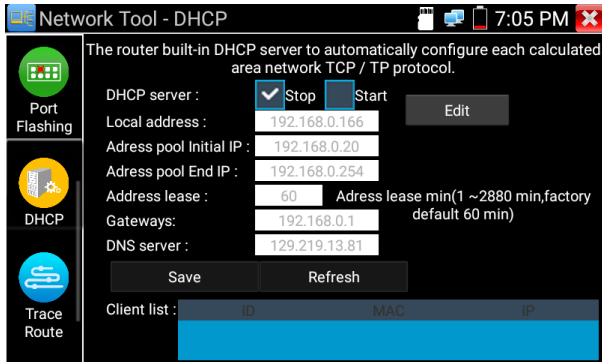 Network Tool - DHCP
7:05 PM
The router built-in DHCP server to automatically configure each calculated
area network TCP / TP protocol.
Port
Flashing
DHCP
Trace
Route
DHCP server :
Stop
Start
Edit
Local address :
192.168.0.166
Adress pool Initial IP :
192.168.0.20
Adress pool End IP :
192.168.0.254
Address lease :
60
Adress lease min(1 ~2880 min,factory
default 60 min)
Gateways:
192.168.0.1
DNS server :
129.219.13.81
Save
Refresh
Client list :
ID
MAC
IP